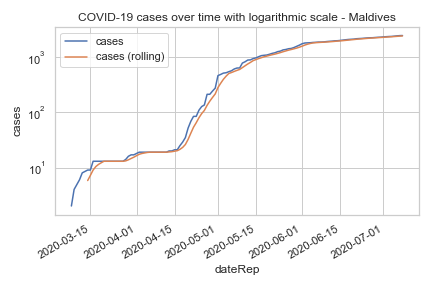 COVID-19 cases over time with logarithmic scale - Maldives
cases
cases (rolling)
10³
10²
10¹
cases
2020-03-15
2020-04-01
2020-04-15
2020-05-01
2020-05-15
2020-06-01
2020-06-15
2020-07-01
dateRep